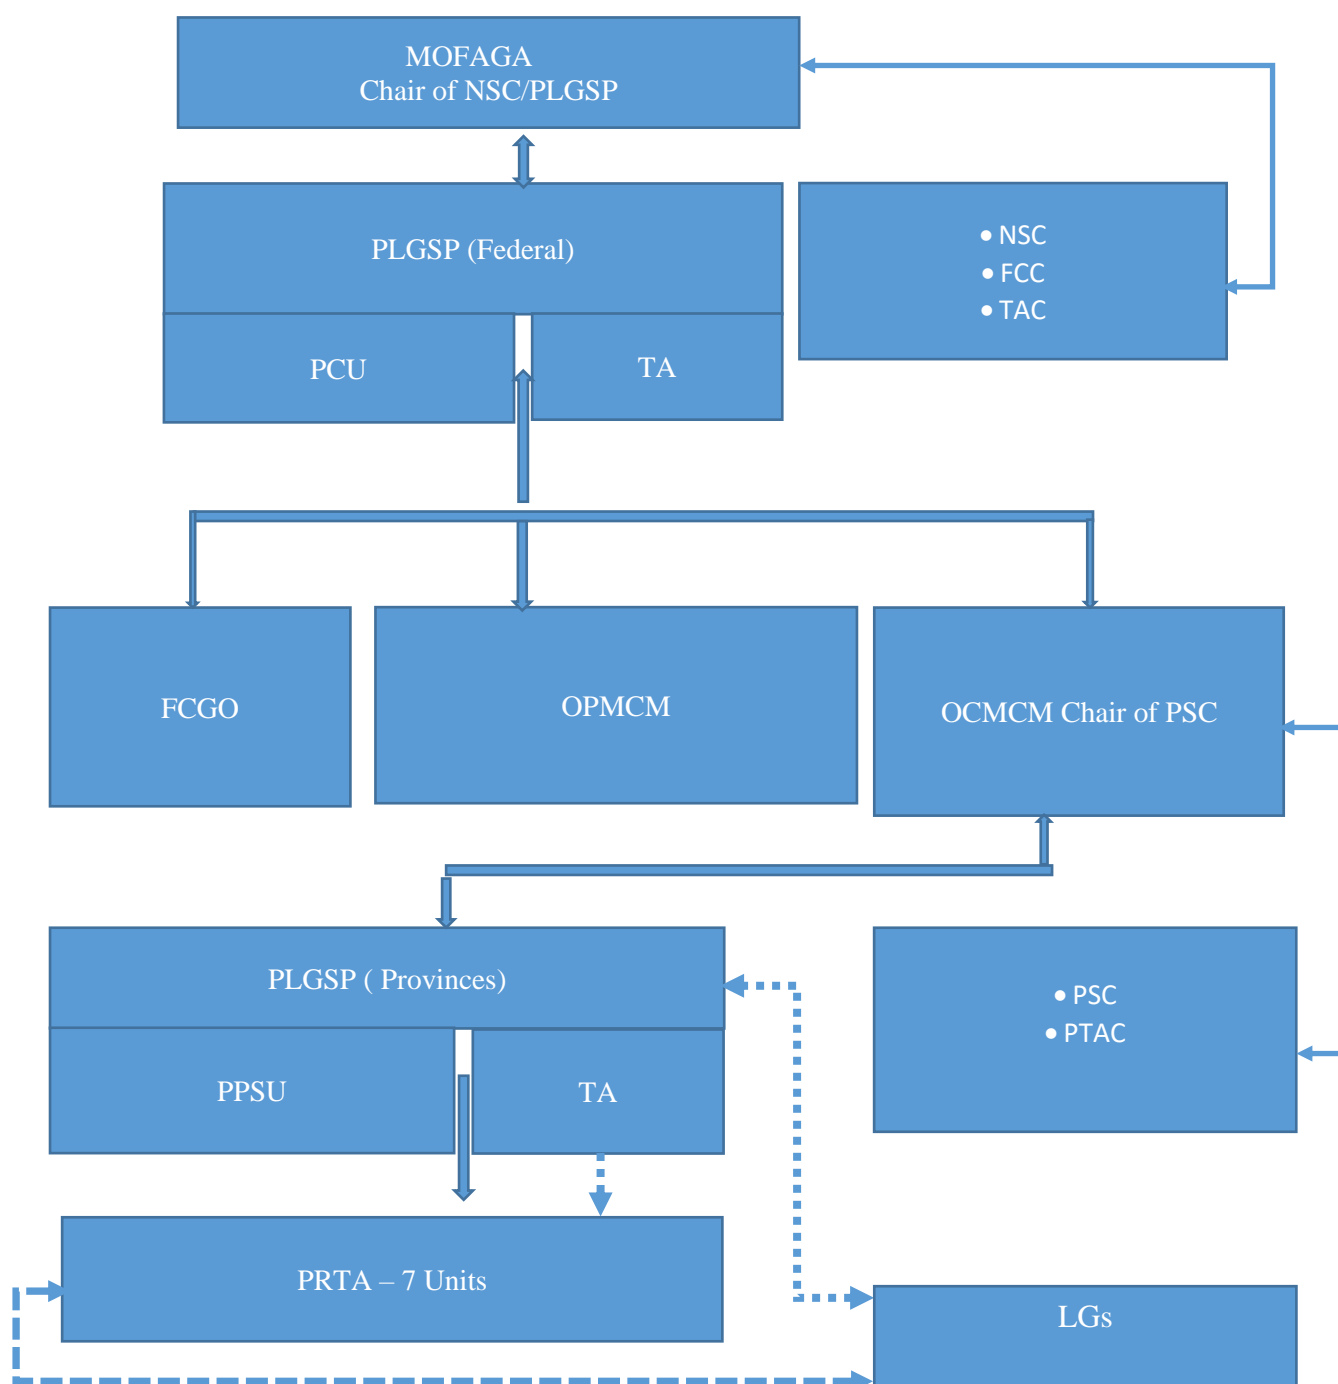 MOFAGA
Chair of NSC/PLGSP
PLGSP (Federal)
PCU
TA
• NSC
• FCC
• TAC
FCGO
OPMCM
OCMCM Chair of PSC
PLGSP ( Provinces)
PPSU
TA
• PSC
• PTAC
PRTA – 7 Units
LGs